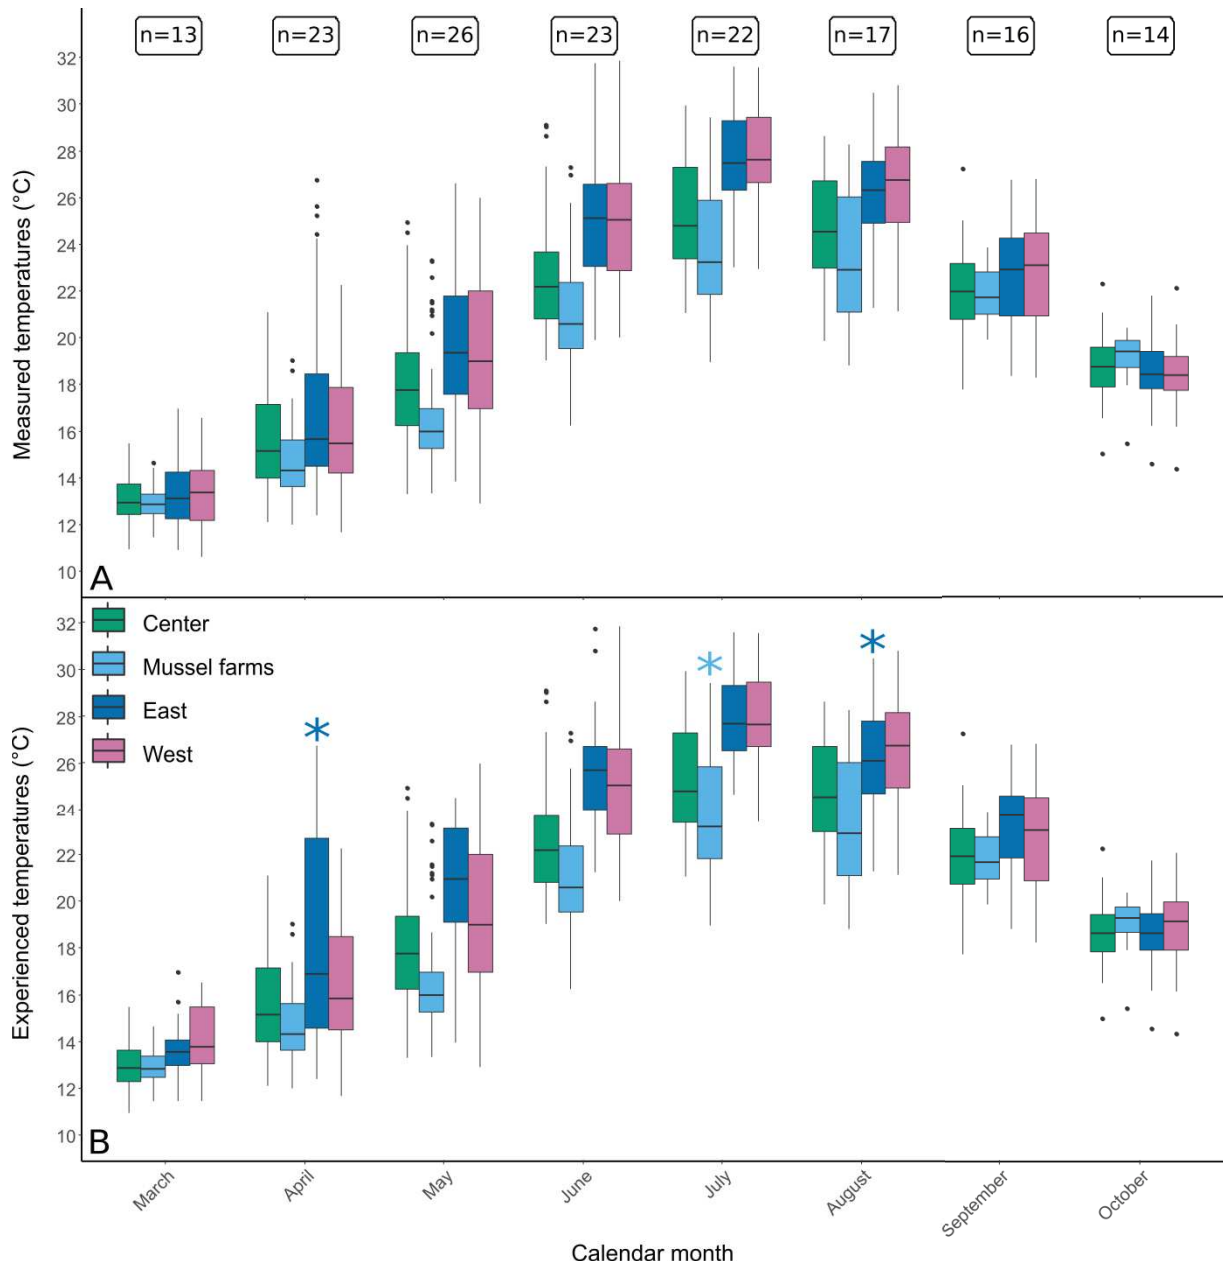 n=13 n=23 n=26 n=23 n=22 n=17 n=16 n=14
Measured temperatures (°C)
32
30
28
26
24
22
20
18
16
14
12
10
A
Center
Mussel farms
East
West
Experienced temperatures (°C)
32
30
28
26
24
22
20
18
16
14
12
10
B
March April May June July August September October
Calendar month